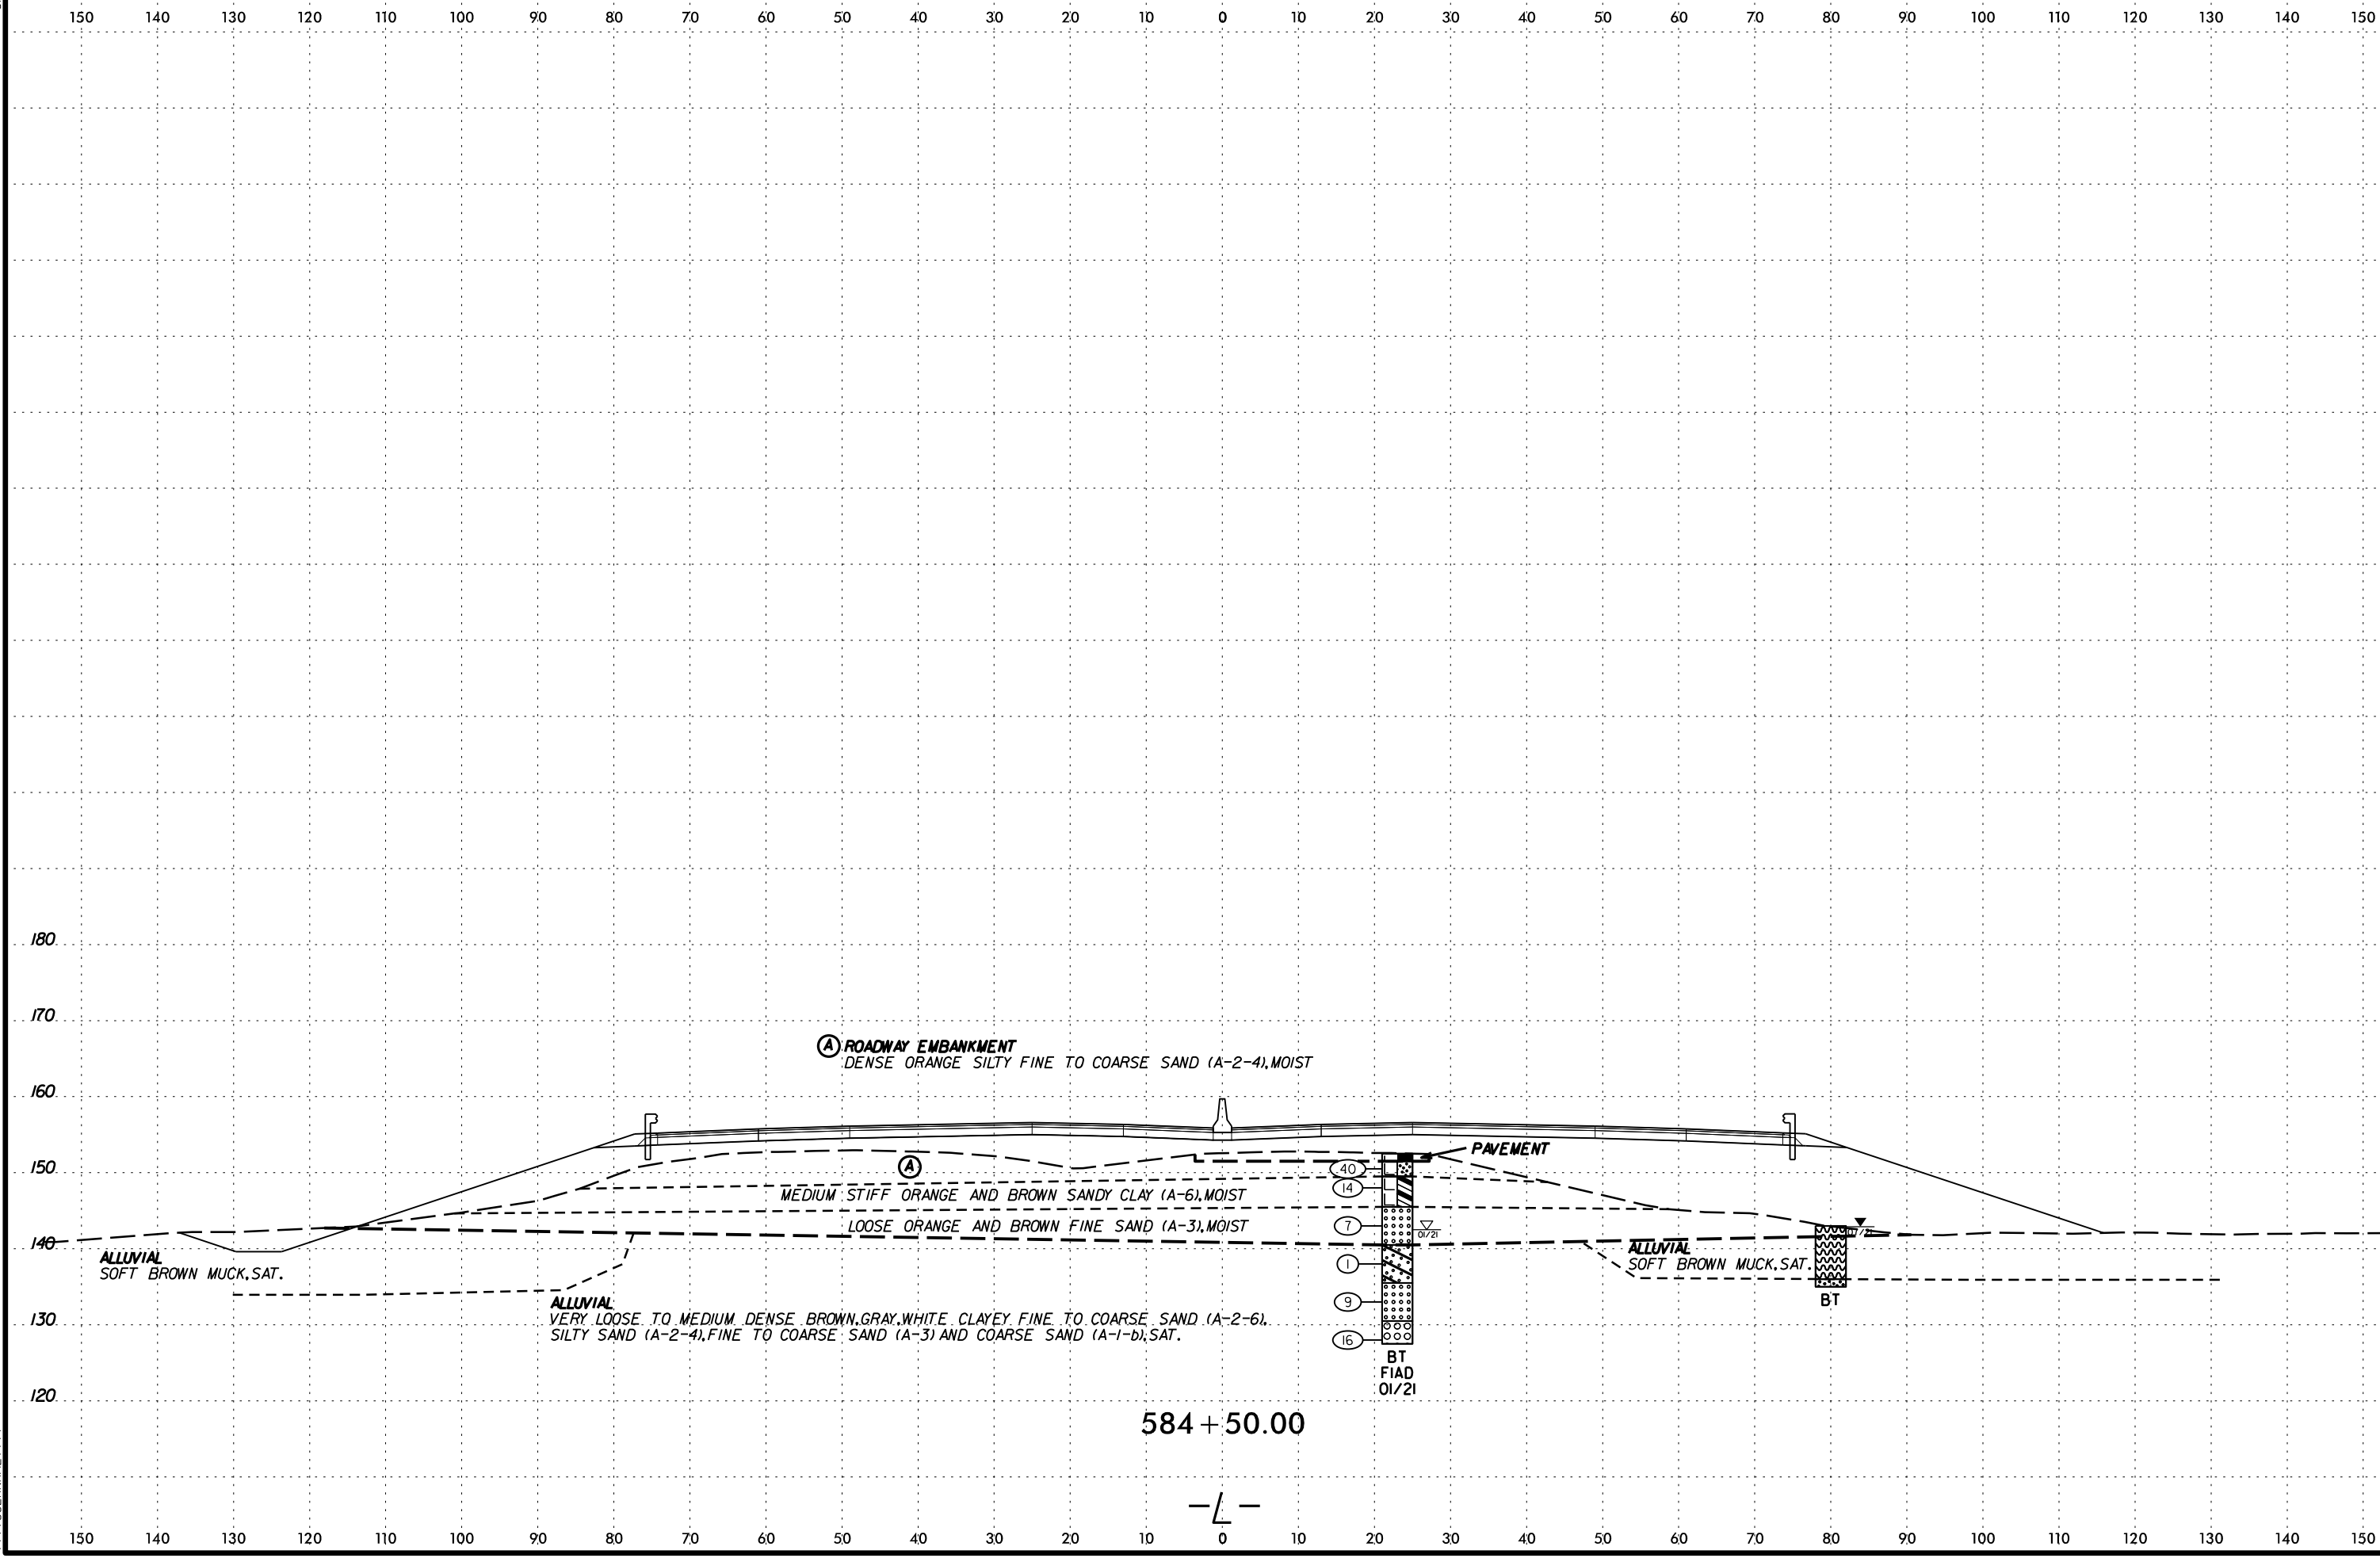 150 140 130 120 110 100 90 80 70 60 50 40 30 20 10 0 10 20 30 40 50 60 70 80 90 100 110 120 130 140 150
180
170
A ROADWAY EMBANKMENT
DENSE ORANGE SILTY FINE TO COARSE SAND (A-2-4), MOIST
160
PAVEMENT
150
A
40
14
MEDIUM STIFF ORANGE AND BROWN SANDY CLAY (A-6), MOIST
7
LOOSE ORANGE AND BROWN FINE SAND (A-3), MOIST
01/21
140
ALLUVIAL
SOFT BROWN MUCK, SAT.
ALLUVIAL
SOFT BROWN MUCK, SAT.
1
9
BT
ALLUVIAL
VERY LOOSE TO MEDIUM DENSE BROWN, GRAY, WHITE CLAYEY FINE TO COARSE SAND (A-2-6),
SILTY SAND (A-2-4), FINE TO COARSE SAND (A-3) AND COARSE SAND (A-1-b), SAT.
130
16
BT
FIAD
01/21
120
584+50.00
-L-
150 140 130 120 110 100 90 80 70 60 50 40 30 20 10 0 10 20 30 40 50 60 70 80 90 100 110 120 130 140 150